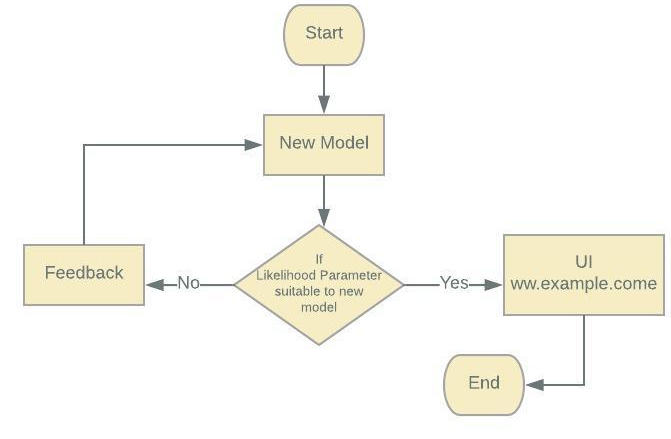 Start
New Model
If
Likelihood Parameter
suitable to new
model
No
Yes
Feedback
UI
ww.example.come
End